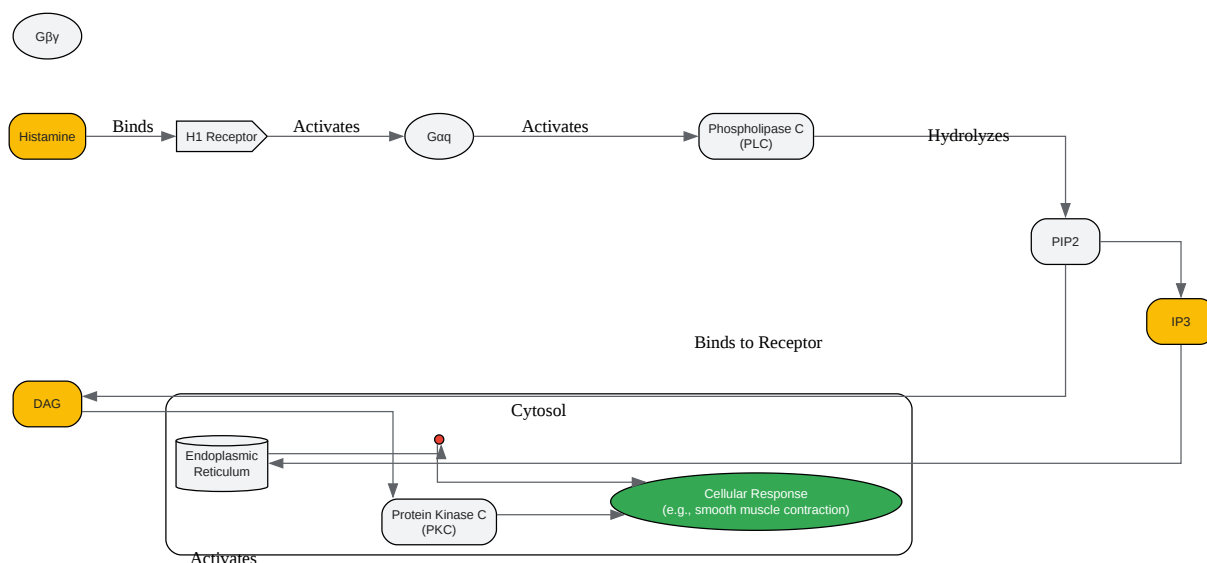 Gβγ
Histamine
Binds
H1 Receptor
Activates
Gαq
Activates
Phospholipase C
(PLC)
Hydrolyzes
PIP2
IP3
Binds to Receptor
DAG
Cytosol
Endoplasmic
Reticulum
Cellular Response
(e.g., smooth muscle contraction)
Protein Kinase C
(PKC)
Activates